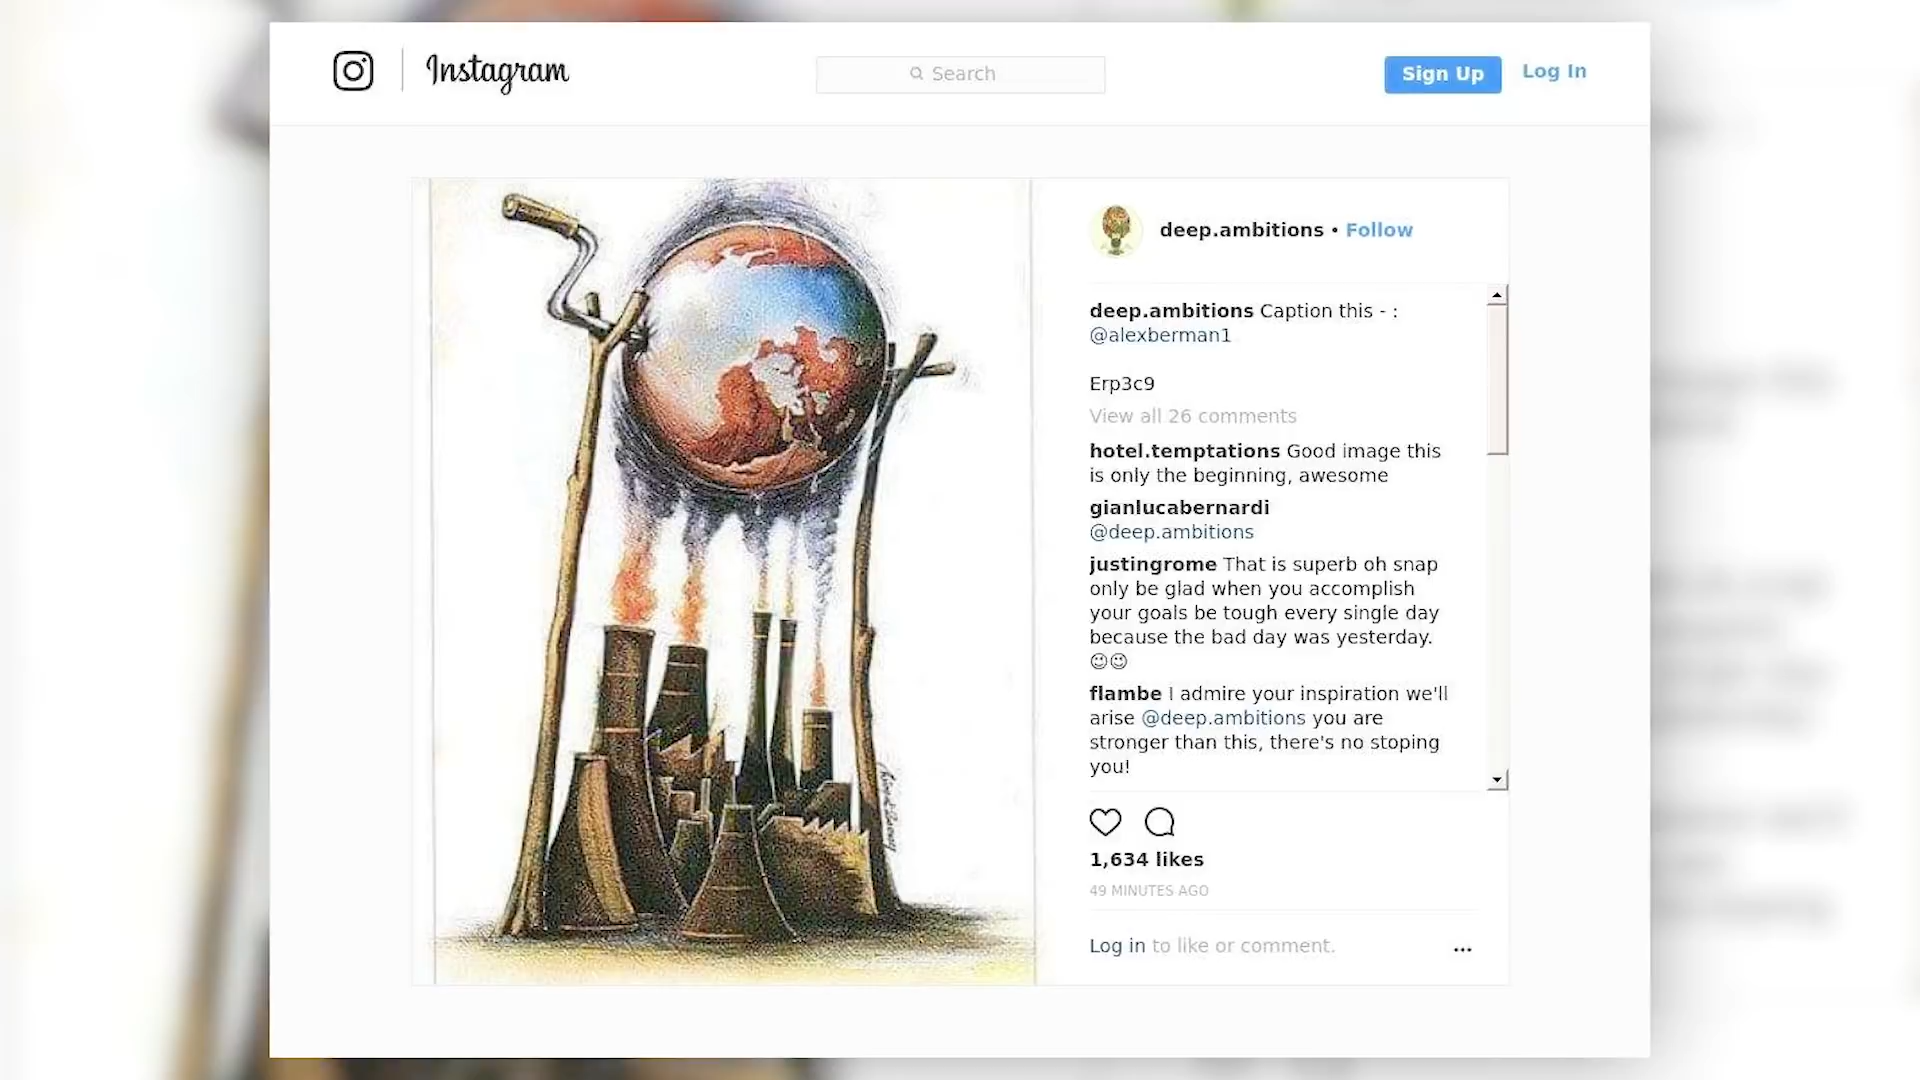 Instagram
Search
Sign Up
Log In
deep.ambitions • Follow
deep.ambitions Caption this - :
@alexberman1
Erp3c9
View all 26 comments
hotel.temptations Good image this
is only the beginning, awesome
gianlucabernardi
@deep.ambitions
justingrome That is superb oh snap
only be glad when you accomplish
your goals be tough every single day
because the bad day was yesterday.
☺☺
flambe I admire your inspiration we'll
arise @deep.ambitions you are
stronger than this, there's no stoping
you!
1,634 likes
49 MINUTES AGO
Log in to like or comment.